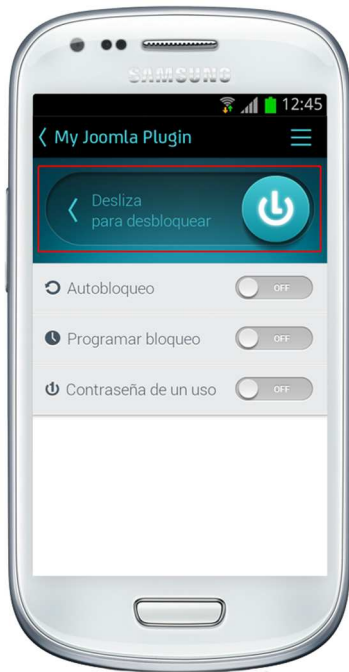 SAMSUNG
12:45
My Joomla Plugin
Desliza
para desbloquear
Autobloqueo
OFF
Programar bloqueo
OFF
Contraseña de un uso
OFF